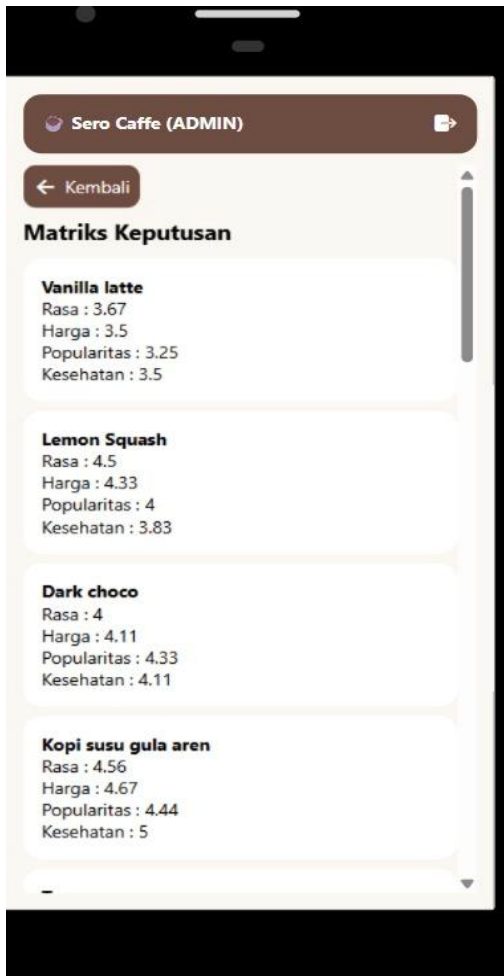 Sero Caffe (ADMIN)
Kembali
Matriks Keputusan
Vanilla latte
Rasa : 3.67
Harga : 3.5
Popularitas : 3.25
Kesehatan : 3.5
Lemon Squash
Rasa : 4.5
Harga : 4.33
Popularitas : 4
Kesehatan : 3.83
Dark choco
Rasa : 4
Harga : 4.11
Popularitas : 4.33
Kesehatan : 4.11
Kopi susu gula aren
Rasa : 4.56
Harga : 4.67
Popularitas : 4.44
Kesehatan : 5